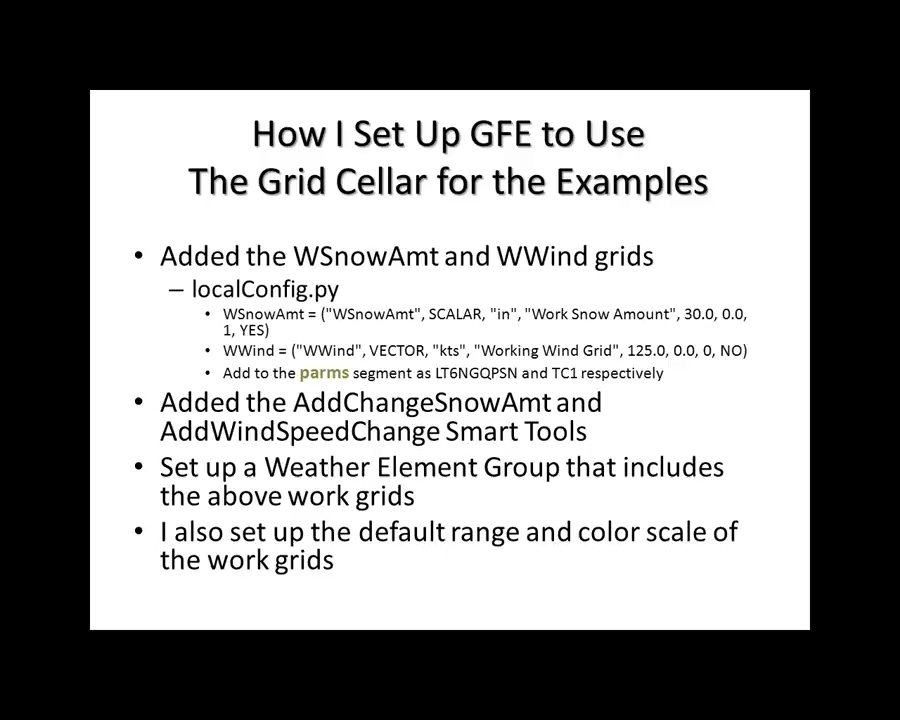 How I Set Up GFE to Use
The Grid Cellar for the Examples
• Added the WSnowAmt and WWind grids
– localConfig.py
• WSnowAmt = ("WSnowAmt", SCALAR, "in", "Work Snow Amount", 30.0, 0.0,
1, YES)
• WWind = ("WWind", VECTOR, "kts", "Working Wind Grid", 125.0, 0.0, 0, NO)
• Add to the parms segment as LT6NGQPSN and TC1 respectively
• Added the AddChangeSnowAmt and
AddWindSpeedChange Smart Tools
• Set up a Weather Element Group that includes
the above work grids
• I also set up the default range and color scale of
the work grids